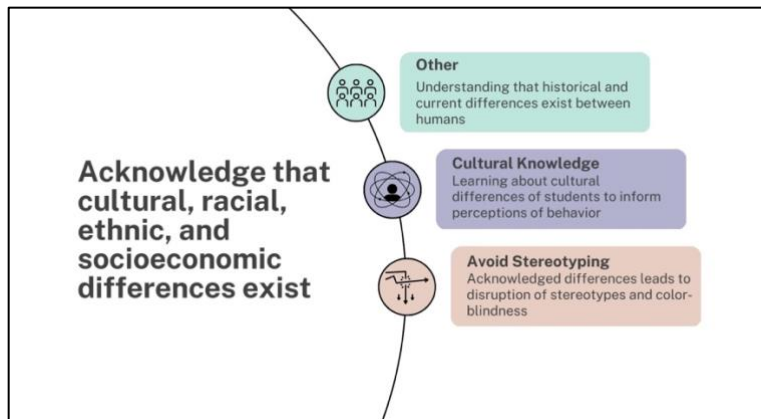 Acknowledge that
cultural, racial,
ethnic, and
socioeconomic
differences exist
Other
Understanding that historical and
current differences exist between
humans
Cultural Knowledge
Learning about cultural
differences of students to inform
perceptions of behavior
Avoid Stereotyping
Acknowledged differences leads to
disruption of stereotypes and color-
blindness